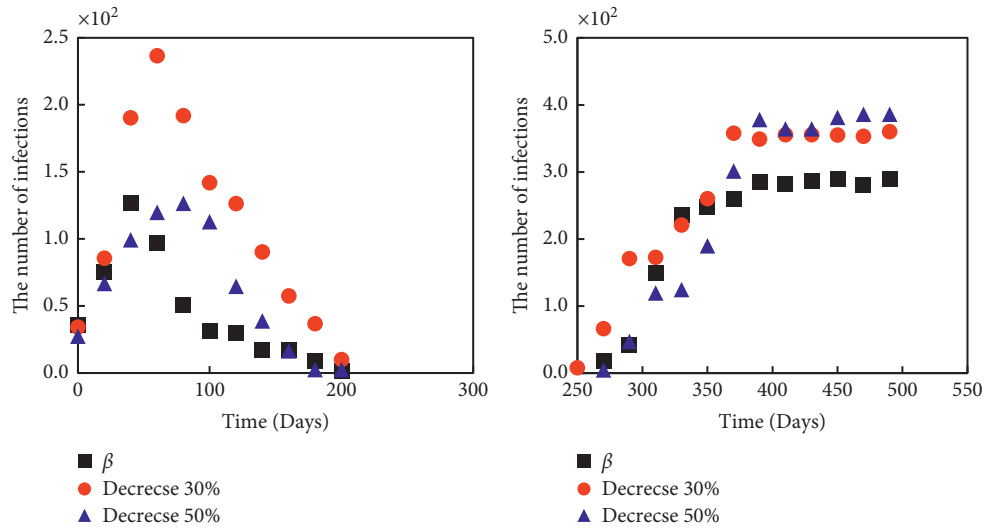 ×10²
2.5
2.0
1.5
1.0
0.5
0.0
0
100
200
300
The number of infections
Time (Days)
β
Decrecse 30%
Decrecse 50%
×10²
5.0
4.0
3.0
2.0
1.0
0.0
250
300
350
400
450
500
550
The number of infections
Time (Days)
β
Decrecse 30%
Decrecse 50%